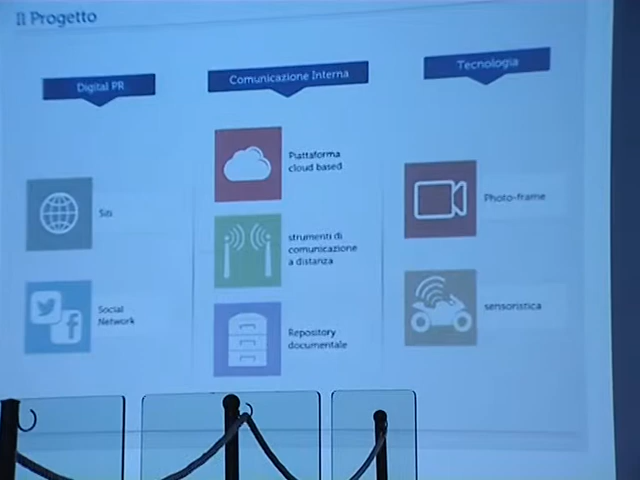 Il Progetto
Digital PR
Comunicazione Interna
Tecnologia
Siti
Social
Network
Piattaforma
cloud based
strumenti di
comunicazione
a distanza
Repository
documentale
Photo-frame
sensoristica